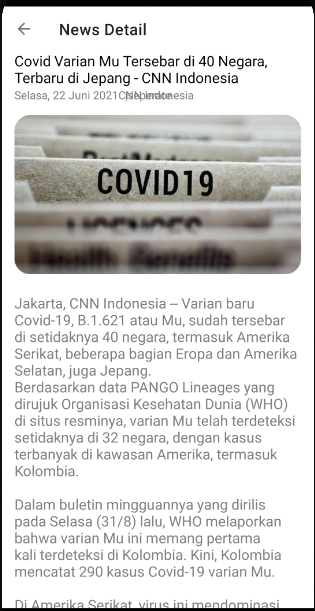 News Detail
Covid Varian Mu Tersebar di 40 Negara,
Terbaru di Jepang - CNN Indonesia
Selasa, 22 Juni 2021
COVID19
LICENCES
Health Benefits
Jakarta, CNN Indonesia -- Varian baru
Covid-19, B.1.621 atau Mu, sudah tersebar
di setidaknya 40 negara, termasuk Amerika
Serikat, beberapa bagian Eropa dan Amerika
Selatan, juga Jepang.
Berdasarkan data PANGO Lineages yang
dirujuk Organisasi Kesehatan Dunia (WHO)
di situs resminya, varian Mu telah terdeteksi
setidaknya di 32 negara, dengan kasus
terbanyak di kawasan Amerika, termasuk
Kolombia.
Dalam buletin mingguannya yang dirilis
pada Selasa (31/8) lalu, WHO melaporkan
bahwa varian Mu ini memang pertama
kali terdeteksi di Kolombia. Kini, Kolombia
mencatat 290 kasus Covid-19 varian Mu.
Di Amerika Serikat, virus ini mendominasi